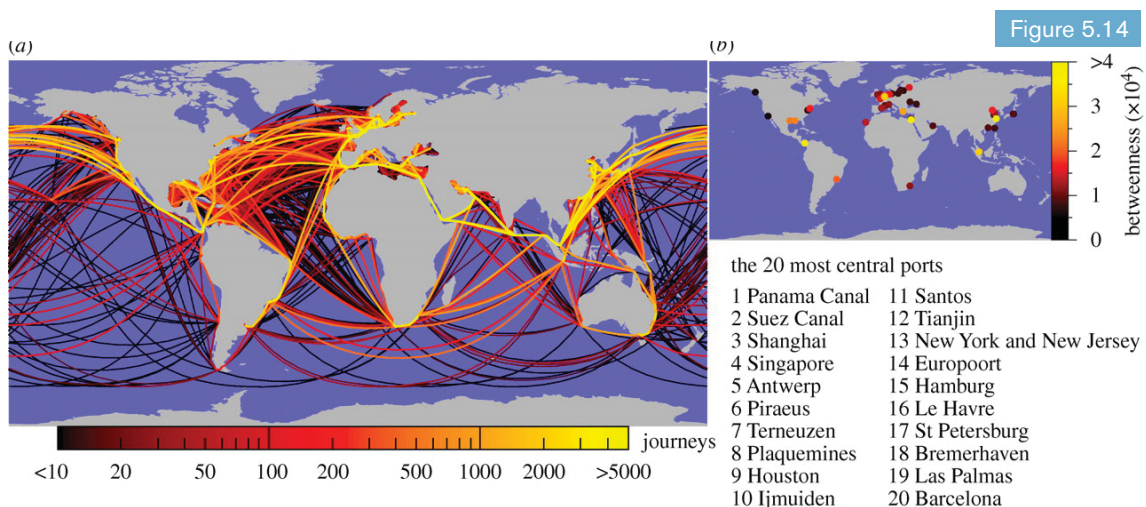 Figure 5.14
(a)
(b)
>4
3
2
1
0
betweenness (×10⁴)
journeys
<10 20 50 100 200 500 1000 2000 >5000
the 20 most central ports
1 Panama Canal
2 Suez Canal
3 Shanghai
4 Singapore
5 Antwerp
6 Piraeus
7 Terneuzen
8 Plaquemines
9 Houston
10 Ijmuiden
11 Santos
12 Tianjin
13 New York and New Jersey
14 Europoort
15 Hamburg
16 Le Havre
17 St Petersburg
18 Bremerhaven
19 Las Palmas
20 Barcelona